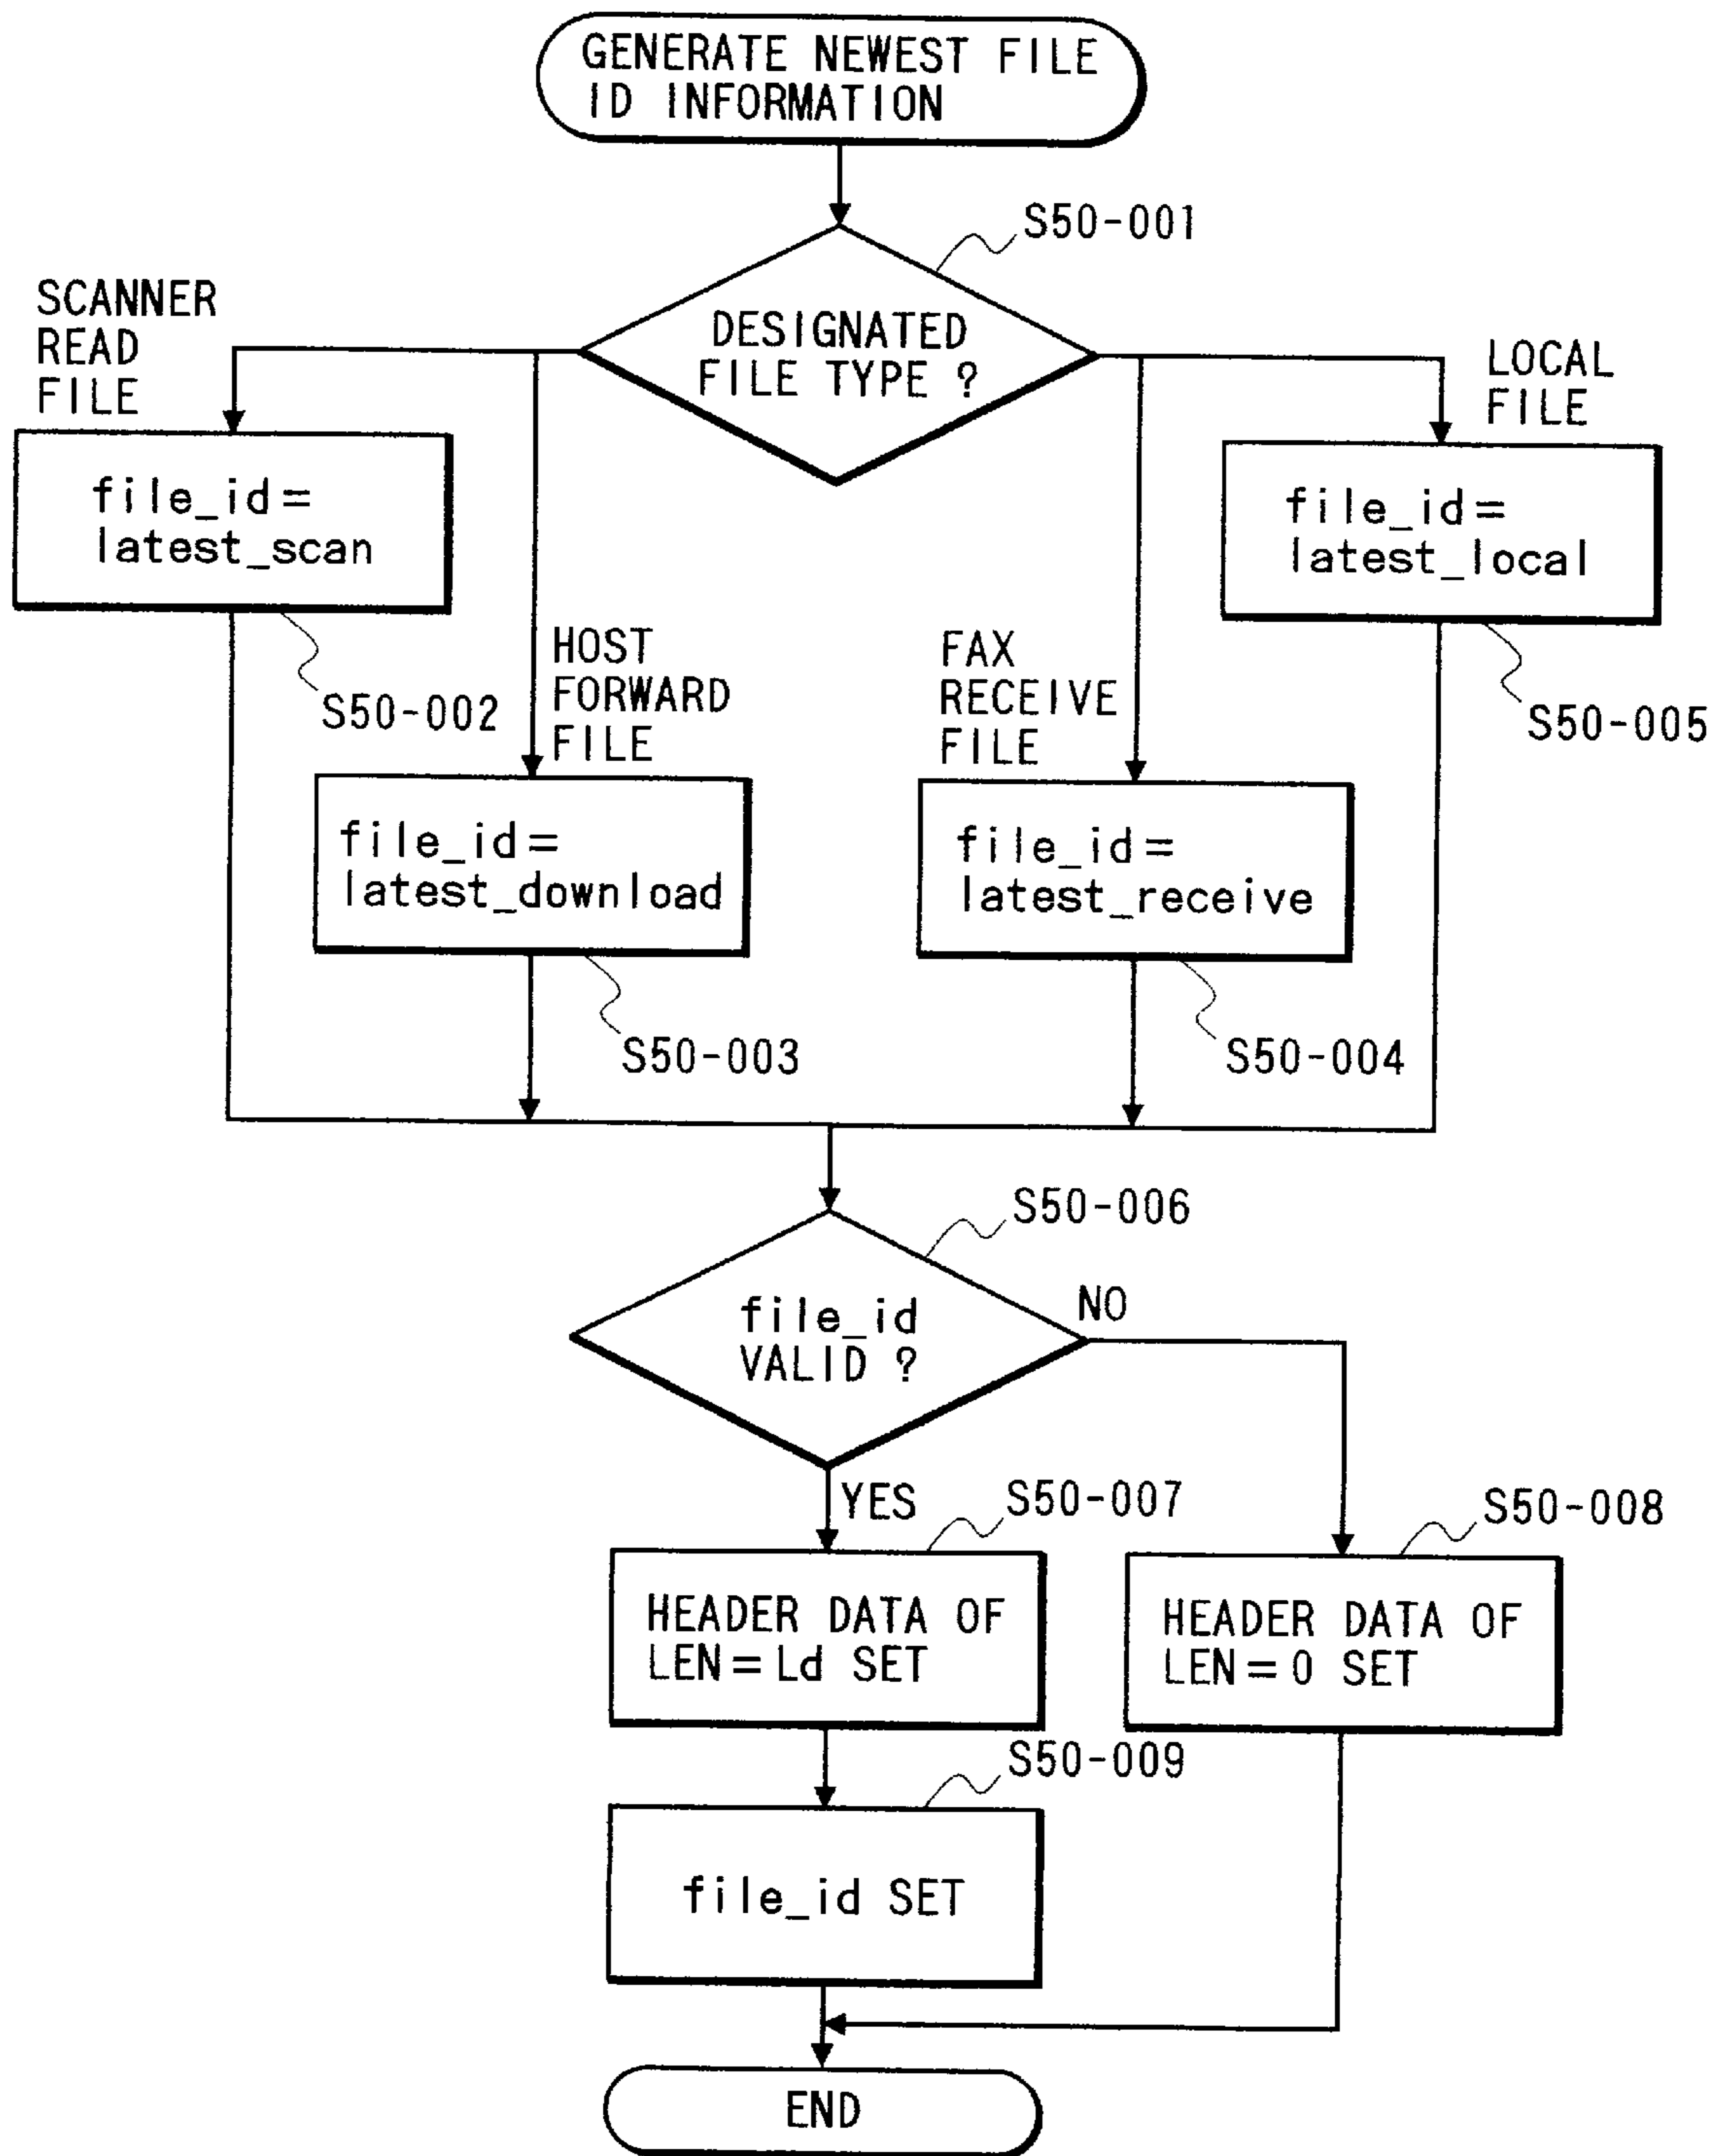 GENERATE NEWEST FILE
ID INFORMATION
S50-001
DESIGNATED
FILE TYPE ?
SCANNER
READ
FILE
LOCAL
FILE
file_id=
latest_scan
S50-002
file_id=
latest_local
S50-005
HOST
FORWARD
FILE
FAX
RECEIVE
FILE
file_id=
latest_download
S50-003
file_id=
latest_receive
S50-004
S50-006
file_id
VALID ?
NO
YES
S50-007
S50-008
HEADER DATA OF
LEN=Ld SET
HEADER DATA OF
LEN=0 SET
S50-009
file_id SET
END